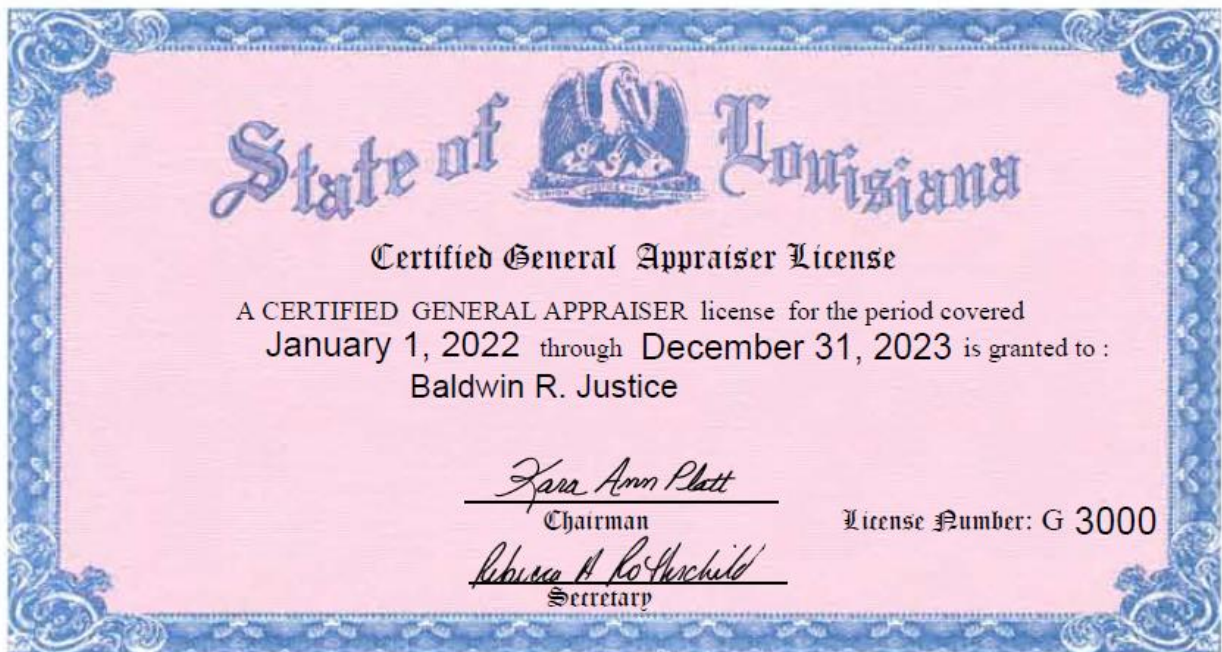 State of Louisiana
Certified General Appraiser License
A CERTIFIED GENERAL APPRAISER license for the period covered
January 1, 2022 through December 31, 2023 is granted to :
Baldwin R. Justice
Kara Ann Platt
Chairman
License Number: G 3000
Rebecca A Rothschild
Secretary